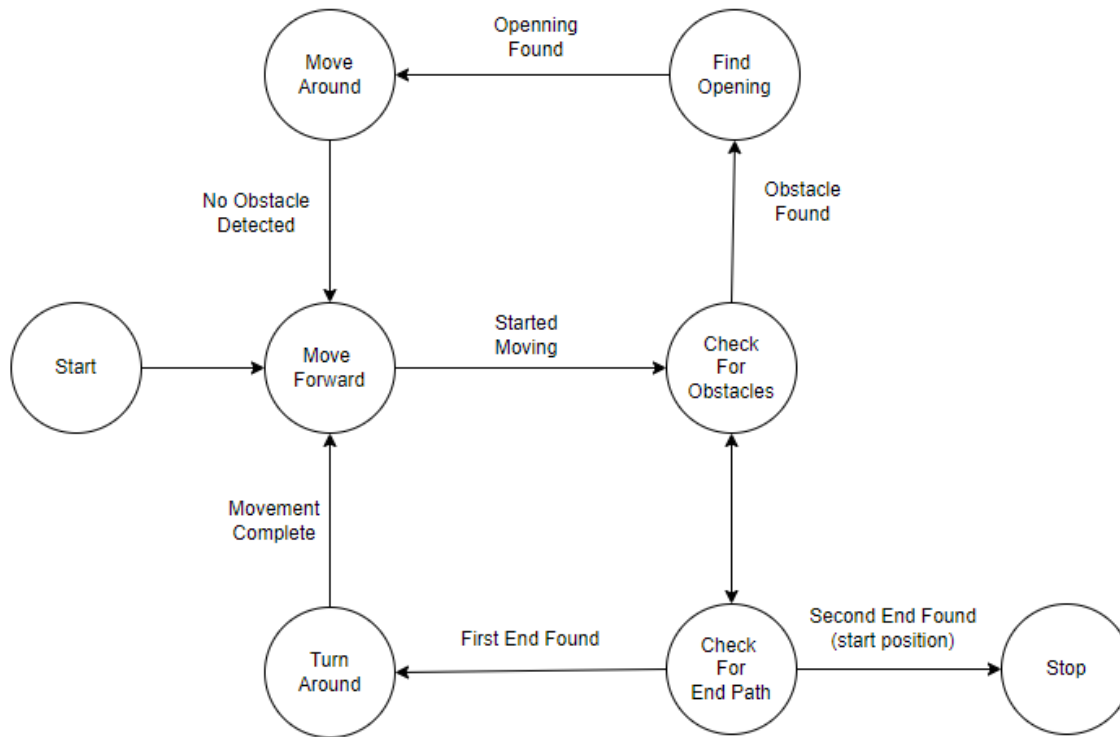 Openning
Found
Move
Around
Find
Opening
No Obstacle
Detected
Obstacle
Found
Start
Move
Forward
Started
Moving
Check
For
Obstacles
Movement
Complete
Turn
Around
First End Found
Check
For
End Path
Second End Found
(start position)
Stop